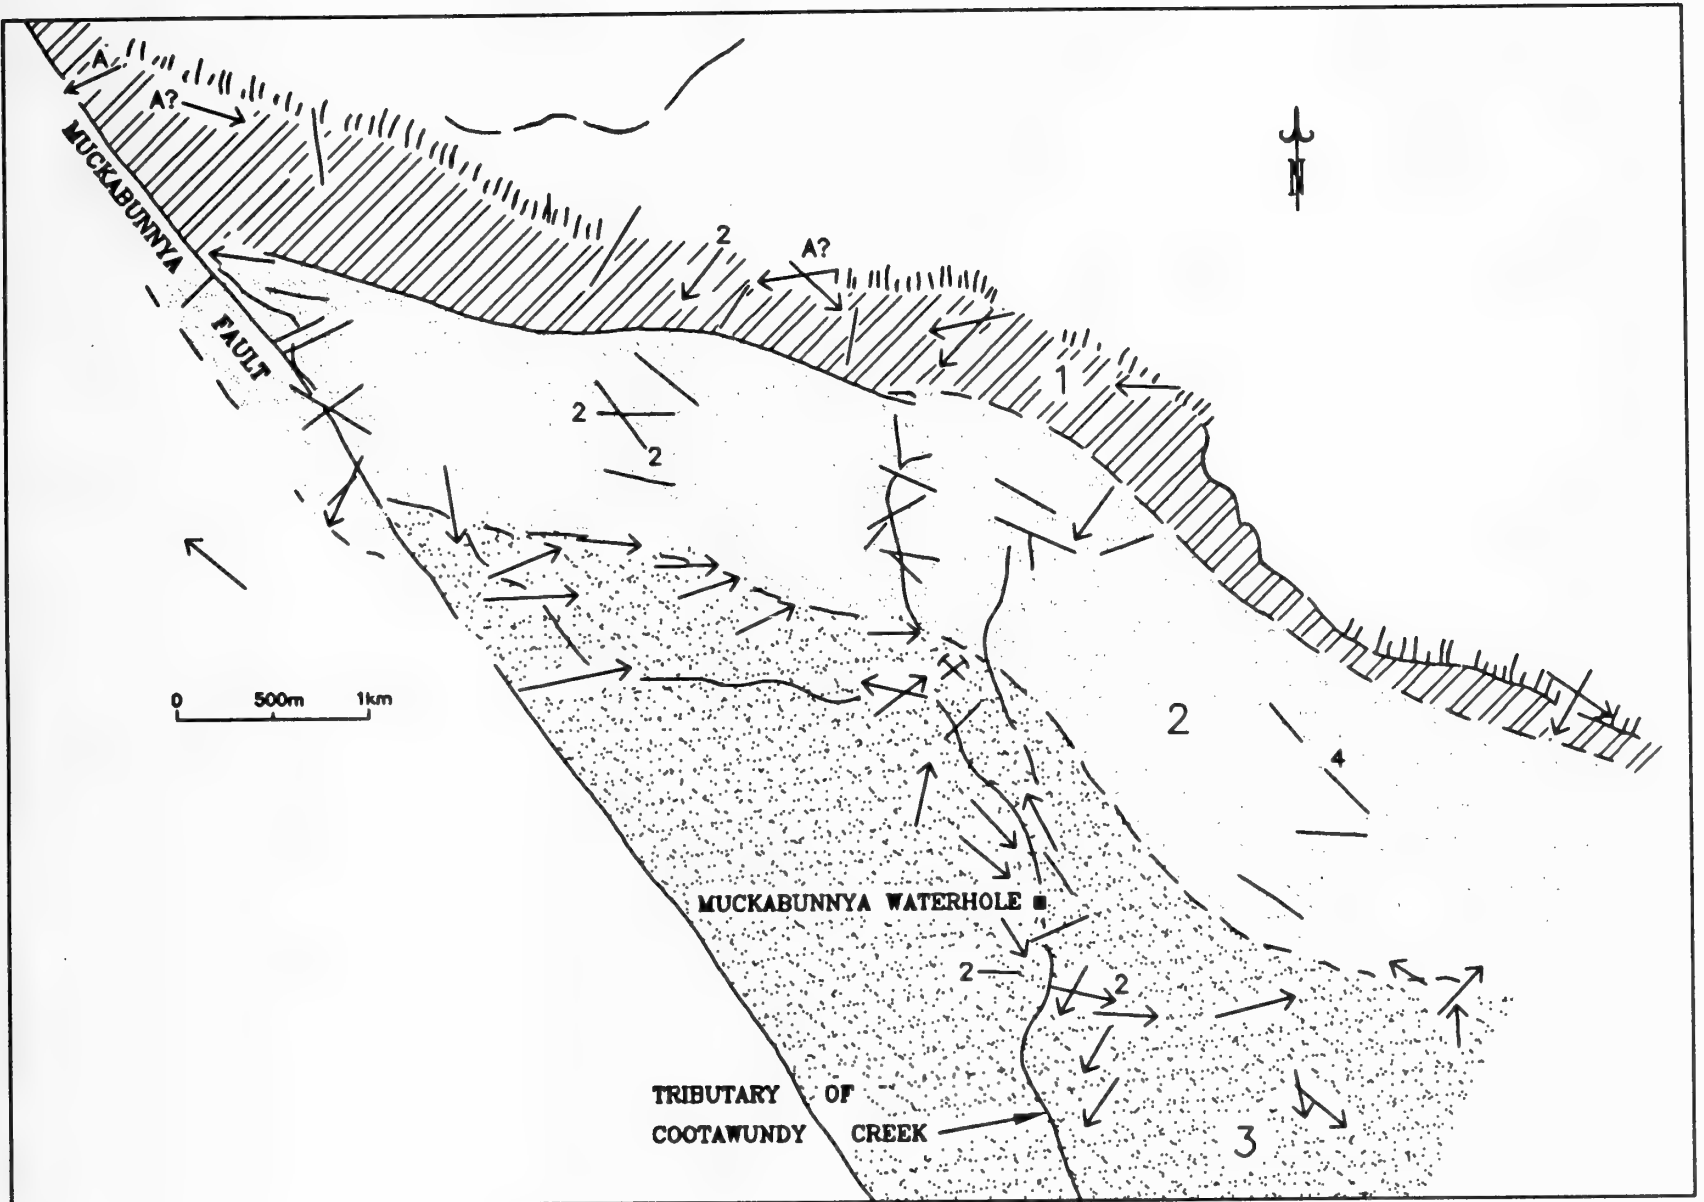 A
A?
MUCKABUNNYA
FAULT
N
2
A?
1
2
2
0 500m 1km
2
4
MUCKABUNNYA WATERHOLE
2
2
TRIBUTARY OF
COOTAWUNDY CREEK
3